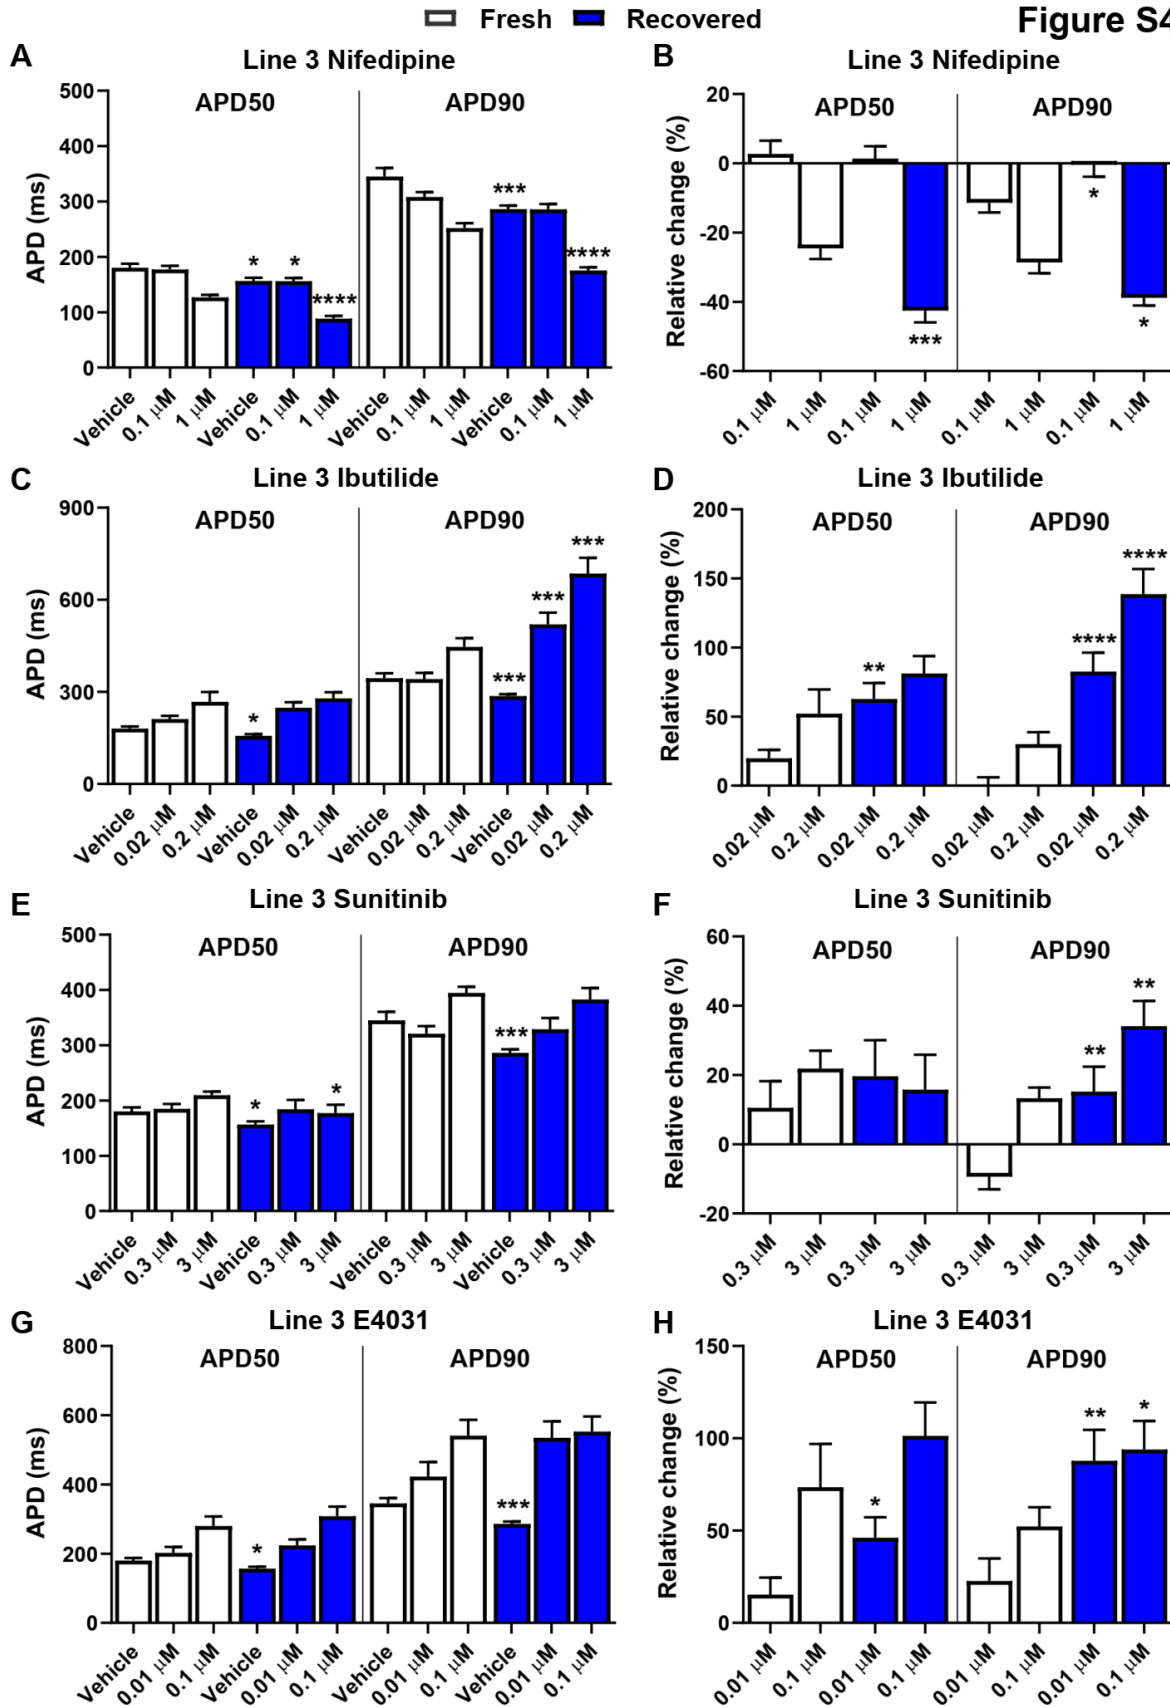 Fresh Recovered Figure S4
A Line 3 Nifedipine
APD50 APD90
APD (ms)
500
400
300
200
100
0
* * **** *** ****
Vehicle 0.1 μM 1 μM Vehicle 0.1 μM 1 μM Vehicle 0.1 μM 1 μM Vehicle 0.1 μM 1 μM
B Line 3 Nifedipine
APD50 APD90
Relative change (%)
20
0
-20
-40
-60
*** * *
0.1 μM 1 μM 0.1 μM 1 μM 0.1 μM 1 μM 0.1 μM 1 μM
C Line 3 Ibutilide
APD50 APD90
APD (ms)
900
600
300
0
* *** *** ***
Vehicle 0.02 μM 0.2 μM Vehicle 0.02 μM 0.2 μM Vehicle 0.02 μM 0.2 μM Vehicle 0.02 μM 0.2 μM
D Line 3 Ibutilide
APD50 APD90
Relative change (%)
200
150
100
50
0
** **** ****
0.02 μM 0.2 μM 0.02 μM 0.2 μM 0.02 μM 0.2 μM 0.02 μM 0.2 μM
E Line 3 Sunitinib
APD50 APD90
APD (ms)
500
400
300
200
100
0
* * ***
Vehicle 0.3 μM 3 μM Vehicle 0.3 μM 3 μM Vehicle 0.3 μM 3 μM Vehicle 0.3 μM 3 μM
F Line 3 Sunitinib
APD50 APD90
Relative change (%)
60
40
20
0
-20
** **
0.3 μM 3 μM 0.3 μM 3 μM 0.3 μM 3 μM 0.3 μM 3 μM
G Line 3 E4031
APD50 APD90
APD (ms)
800
600
400
200
0
* ***
Vehicle 0.01 μM 0.1 μM Vehicle 0.01 μM 0.1 μM Vehicle 0.01 μM 0.1 μM Vehicle 0.01 μM 0.1 μM
H Line 3 E4031
APD50 APD90
Relative change (%)
150
100
50
0
* ** *
0.01 μM 0.1 μM 0.01 μM 0.1 μM 0.01 μM 0.1 μM 0.01 μM 0.1 μM